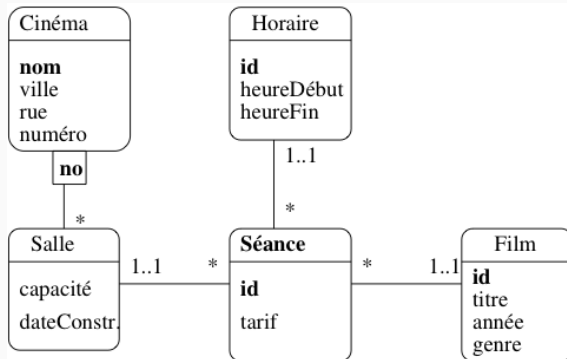 Cinéma
nom
ville
rue
numéro
no
*
Horaire
id
heureDébut
heureFin
1..1
*
Salle
capacité
dateConstr.
1..1
*
Séance
id
tarif
*
1..1
Film
id
titre
année
genre